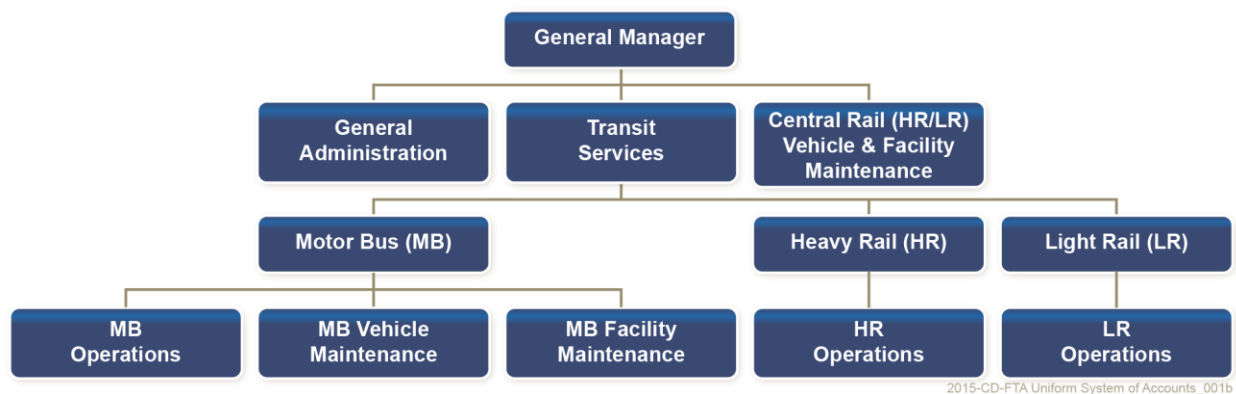 General Manager
General
Administration
Transit
Services
Central Rail (HR/LR)
Vehicle & Facility
Maintenance
Motor Bus (MB)
Heavy Rail (HR)
Light Rail (LR)
MB
Operations
MB Vehicle
Maintenance
MB Facility
Maintenance
HR
Operations
LR
Operations
2015-CD-FTA Uniform System of Accounts_001b